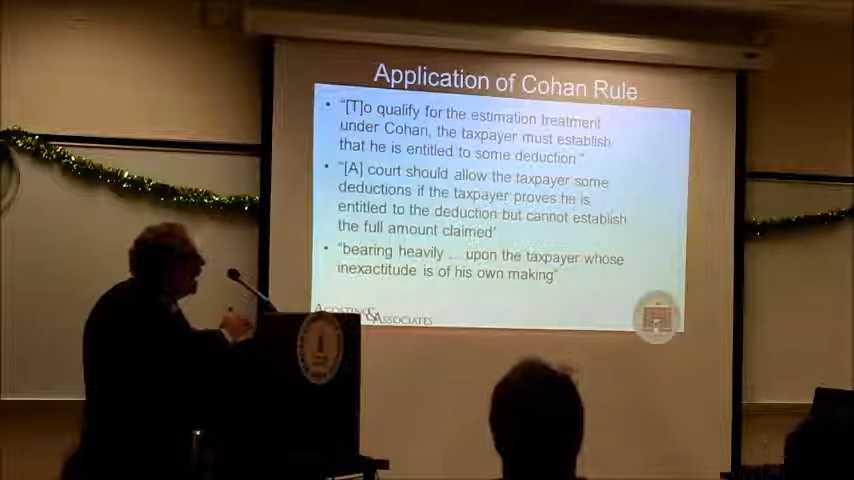 Application of Cohan Rule
• "[T]o qualify for the estimation treatment
under Cohan, the taxpayer must establish
that he is entitled to some deduction"
• "[A] court should allow the taxpayer some
deductions if the taxpayer proves he is
entitled to the deduction but cannot establish
the full amount claimed'
• "bearing heavily ... upon the taxpayer whose
inexactitude is of his own making"
AGOSTINO & ASSOCIATES